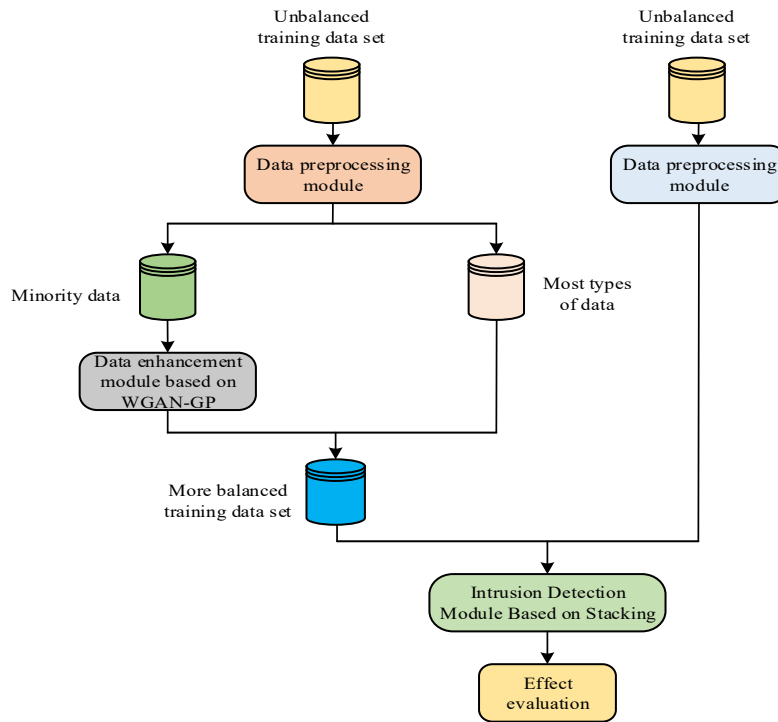 Unbalanced
training data set
Unbalanced
training data set
Data preprocessing
module
Data preprocessing
module
Minority data
Most types
of data
Data enhancement
module based on
WGAN-GP
More balanced
training data set
Intrusion Detection
Module Based on Stacking
Effect
evaluation